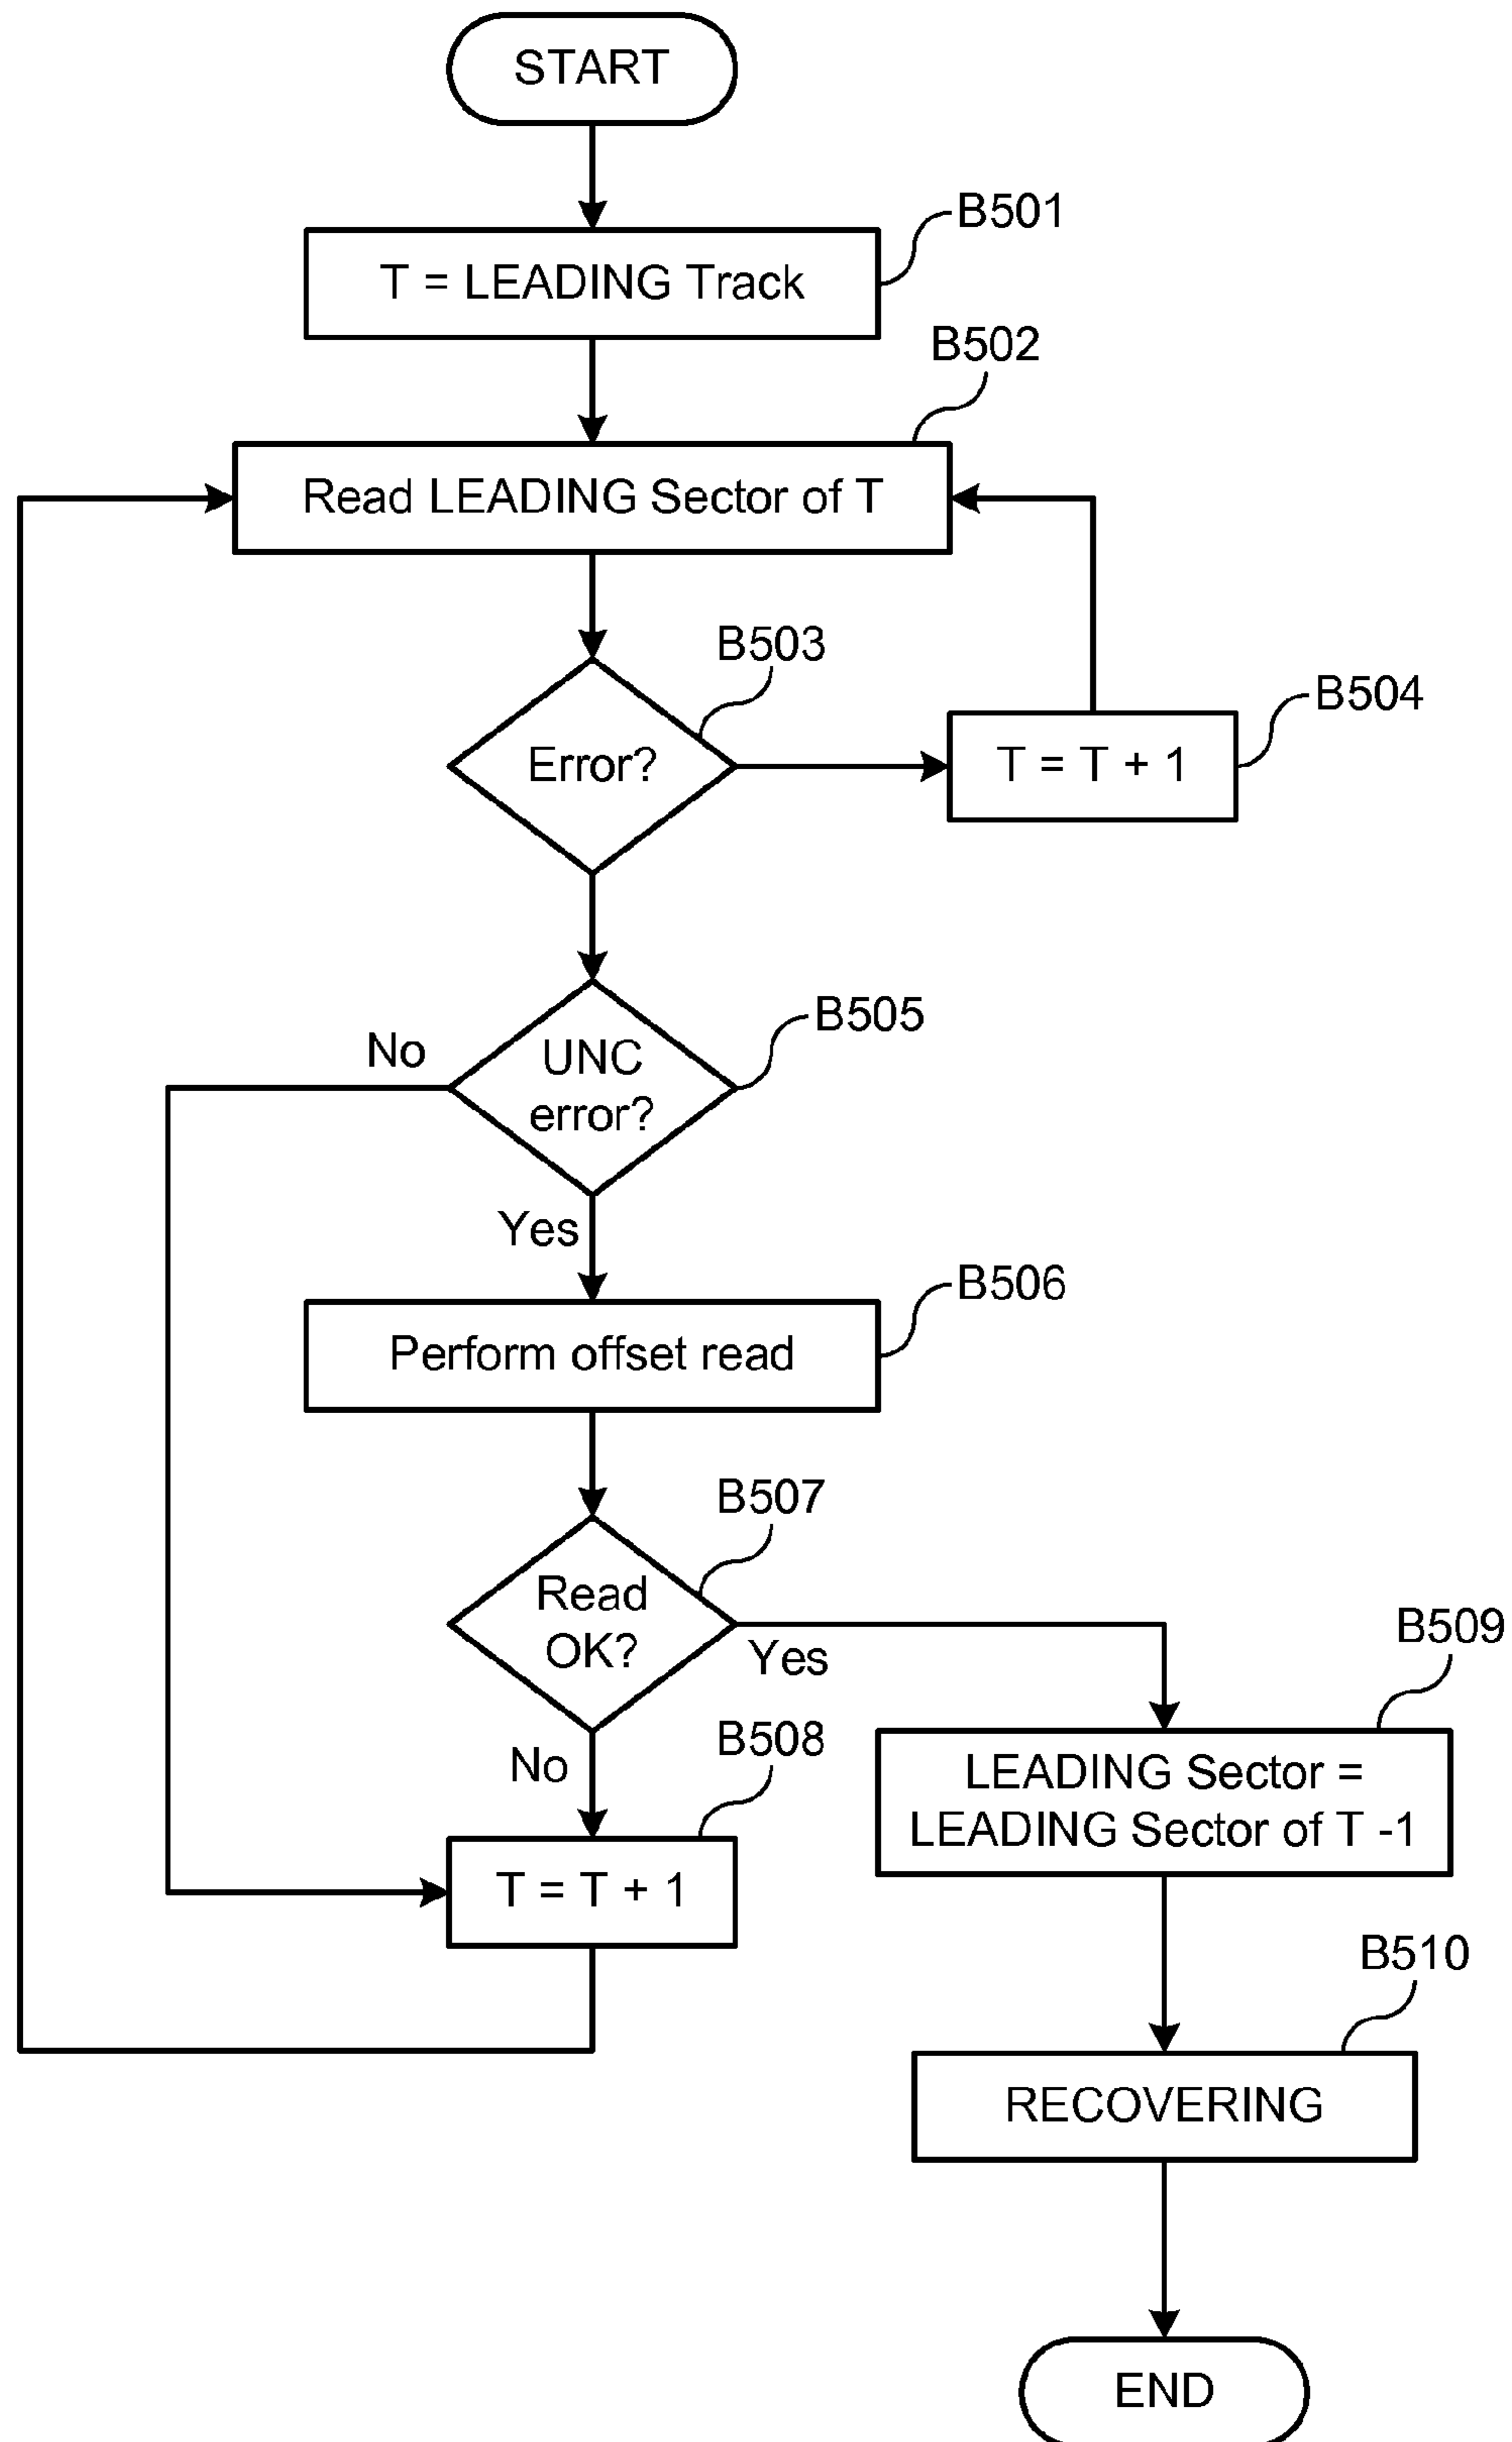 START
B501
T = LEADING Track
B502
Read LEADING Sector of T
B503
Error?
B504
T = T + 1
B505
No
UNC
error?
Yes
B506
Perform offset read
B507
Read
OK?
Yes
B509
No
B508
LEADING Sector =
LEADING Sector of T -1
T = T + 1
B510
RECOVERING
END